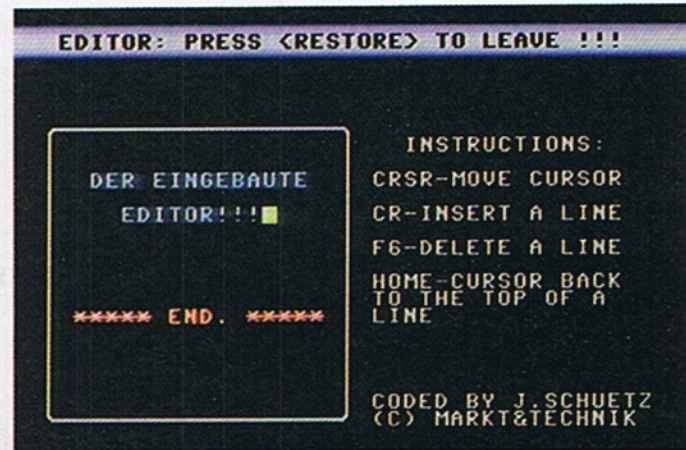 EDITOR: PRESS <RESTORE> TO LEAVE !!!
DER EINGEBAUTE
EDITOR!!!
***** END. *****
INSTRUCTIONS:
CRSR-MOVE CURSOR
CR-INSERT A LINE
F6-DELETE A LINE
HOME-CURSOR BACK
TO THE TOP OF A
LINE
CODED BY J.SCHUETZ
(C) MARKT&TECHNIK